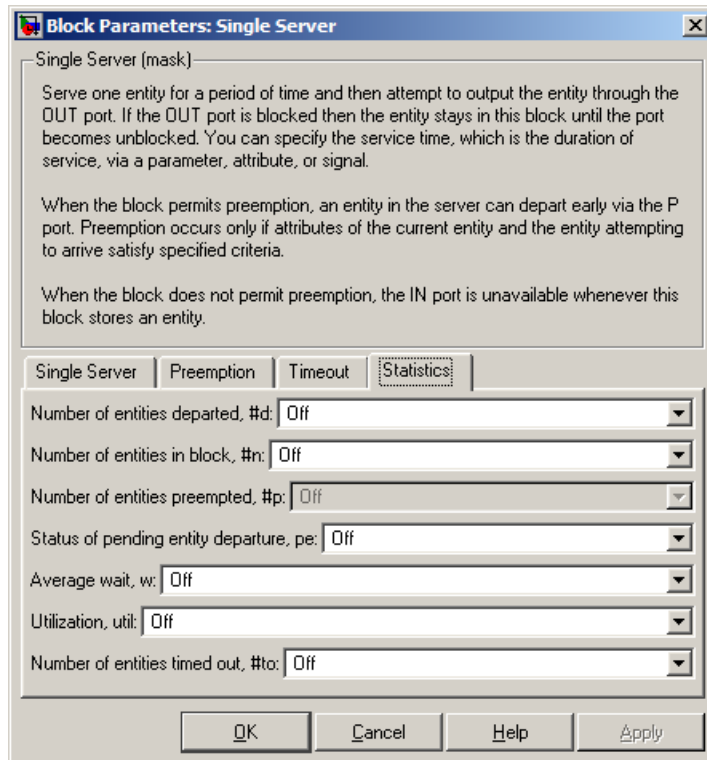 Block Parameters: Single Server
Single Server (mask)
Serve one entity for a period of time and then attempt to output the entity through the
OUT port. If the OUT port is blocked then the entity stays in this block until the port
becomes unblocked. You can specify the service time, which is the duration of
service, via a parameter, attribute, or signal.
When the block permits preemption, an entity in the server can depart early via the P
port. Preemption occurs only if attributes of the current entity and the entity attempting
to arrive satisfy specified criteria.
When the block does not permit preemption, the IN port is unavailable whenever this
block stores an entity.
Single Server Preemption Timeout Statistics
Number of entities departed, #d: Off
Number of entities in block, #n: Off
Number of entities preempted, #p: Off
Status of pending entity departure, pe: Off
Average wait, w: Off
Utilization, util: Off
Number of entities timed out, #to: Off
OK Cancel Help Apply